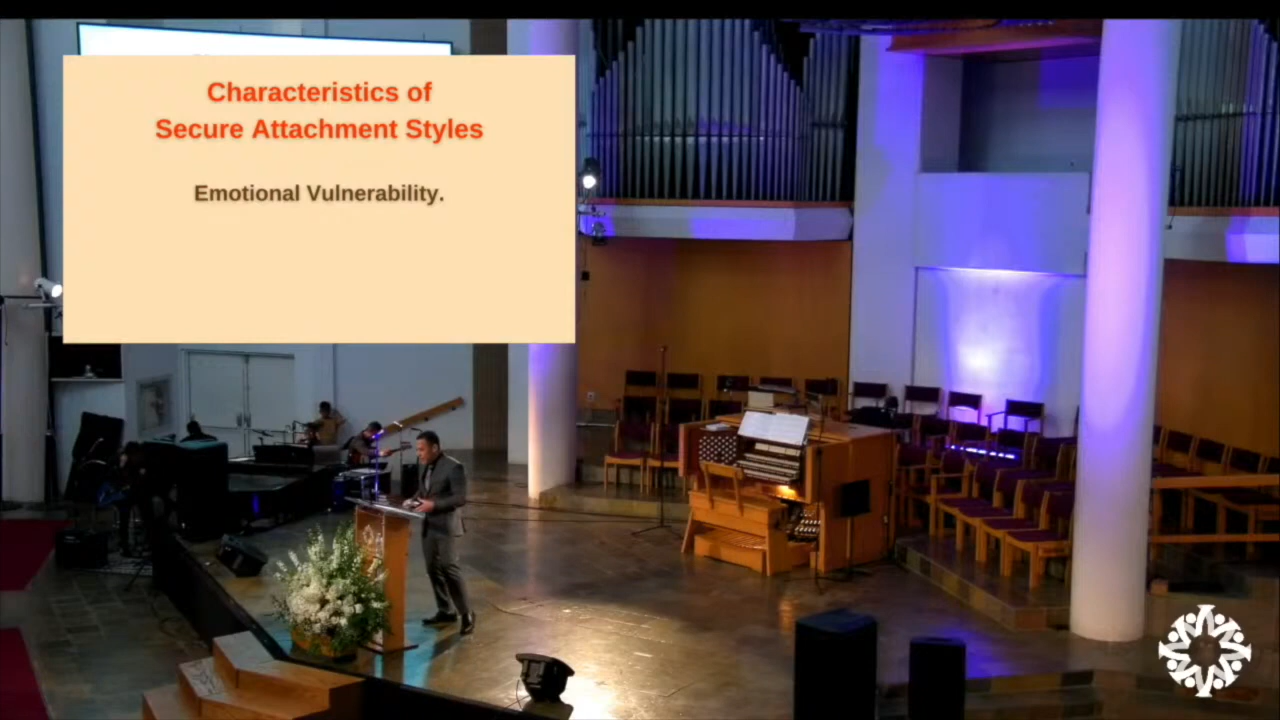 Characteristics of
Secure Attachment Styles
Emotional Vulnerability.